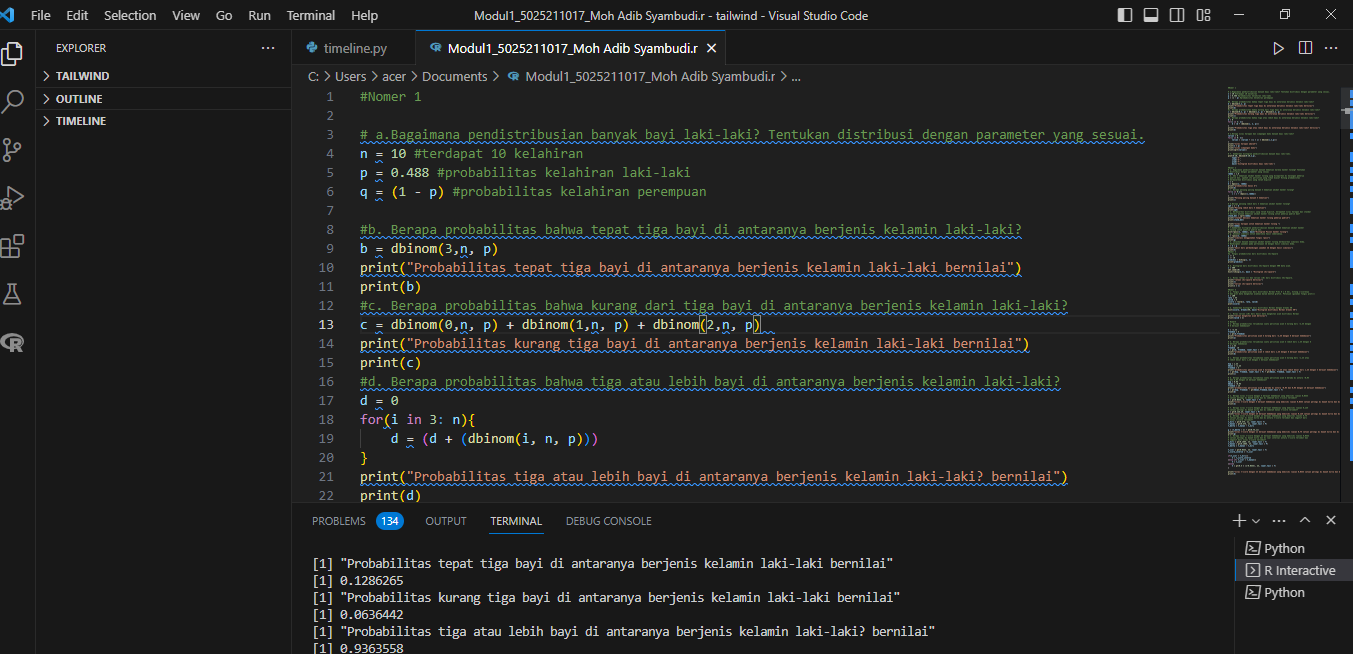 File Edit Selection View Go Run Terminal Help Modul1_5025211017_Moh Adib Syambudi.r - tailwind - Visual Studio Code
EXPLORER ...
TAILWIND
OUTLINE
TIMELINE
timeline.py Modul1_5025211017_Moh Adib Syambudi.r
C: > Users > acer > Documents > Modul1_5025211017_Moh Adib Syambudi.r > ...
1 #Nomer 1
2
3 # a.Bagaimana pendistribusian banyak bayi laki-laki? Tentukan distribusi dengan parameter yang sesuai.
4 n = 10 #terdapat 10 kelahiran
5 p = 0.488 #probabilitas kelahiran laki-laki
6 q = (1 - p) #probabilitas kelahiran perempuan
7
8 #b. Berapa probabilitas bahwa tepat tiga bayi di antaranya berjenis kelamin laki-laki?
9 b = dbinom(3,n, p)
10 print("Probabilitas tepat tiga bayi di antaranya berjenis kelamin laki-laki bernilai")
11 print(b)
12 #c. Berapa probabilitas bahwa kurang dari tiga bayi di antaranya berjenis kelamin laki-laki?
13 c = dbinom(0,n, p) + dbinom(1,n, p) + dbinom(2,n, p)
14 print("Probabilitas kurang tiga bayi di antaranya berjenis kelamin laki-laki bernilai")
15 print(c)
16 #d. Berapa probabilitas bahwa tiga atau lebih bayi di antaranya berjenis kelamin laki-laki?
17 d = 0
18 for(i in 3: n){
19 d = (d + (dbinom(i, n, p)))
20 }
21 print("Probabilitas tiga atau lebih bayi di antaranya berjenis kelamin laki-laki? bernilai")
22 print(d)
PROBLEMS 134 OUTPUT TERMINAL DEBUG CONSOLE
[1] "Probabilitas tepat tiga bayi di antaranya berjenis kelamin laki-laki bernilai"
[1] 0.1286265
[1] "Probabilitas kurang tiga bayi di antaranya berjenis kelamin laki-laki bernilai"
[1] 0.0636442
[1] "Probabilitas tiga atau lebih bayi di antaranya berjenis kelamin laki-laki? bernilai"
[1] 0.9363558
Python
R Interactive
Python